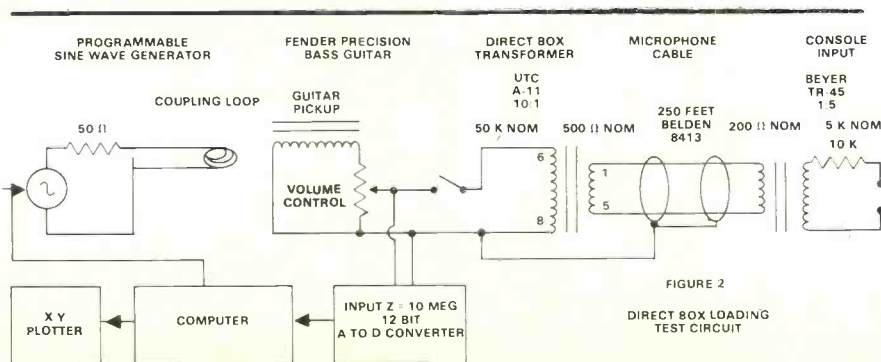 PROGRAMMABLE
SINE WAVE GENERATOR
FENDER PRECISION
BASS GUITAR
DIRECT BOX
TRANSFORMER
MICROPHONE
CABLE
CONSOLE
INPUT
COUPLING LOOP
GUITAR
PICKUP
UTC
A-11
10:1
BEYER
TR-45
1:5
50 Ω
50 K NOM
500 Ω NOM
250 FEET
BELDEN
8413
200 Ω NOM
5 K NOM
10 K
VOLUME
CONTROL
6
8
1
5
X Y
PLOTTER
COMPUTER
INPUT Z = 10 MEG
12 BIT
A TO D CONVERTER
FIGURE 2
DIRECT BOX LOADING
TEST CIRCUIT